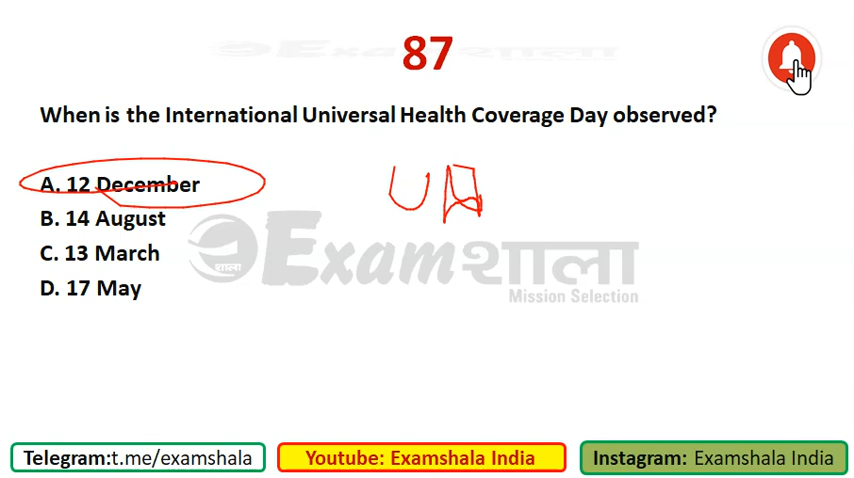 87
When is the International Universal Health Coverage Day observed?
A. 12 December
B. 14 August
C. 13 March
D. 17 May
Examशाला
शाला
Mission Selection
Telegram:t.me/examshala
Youtube: Examshala India
Instagram: Examshala India